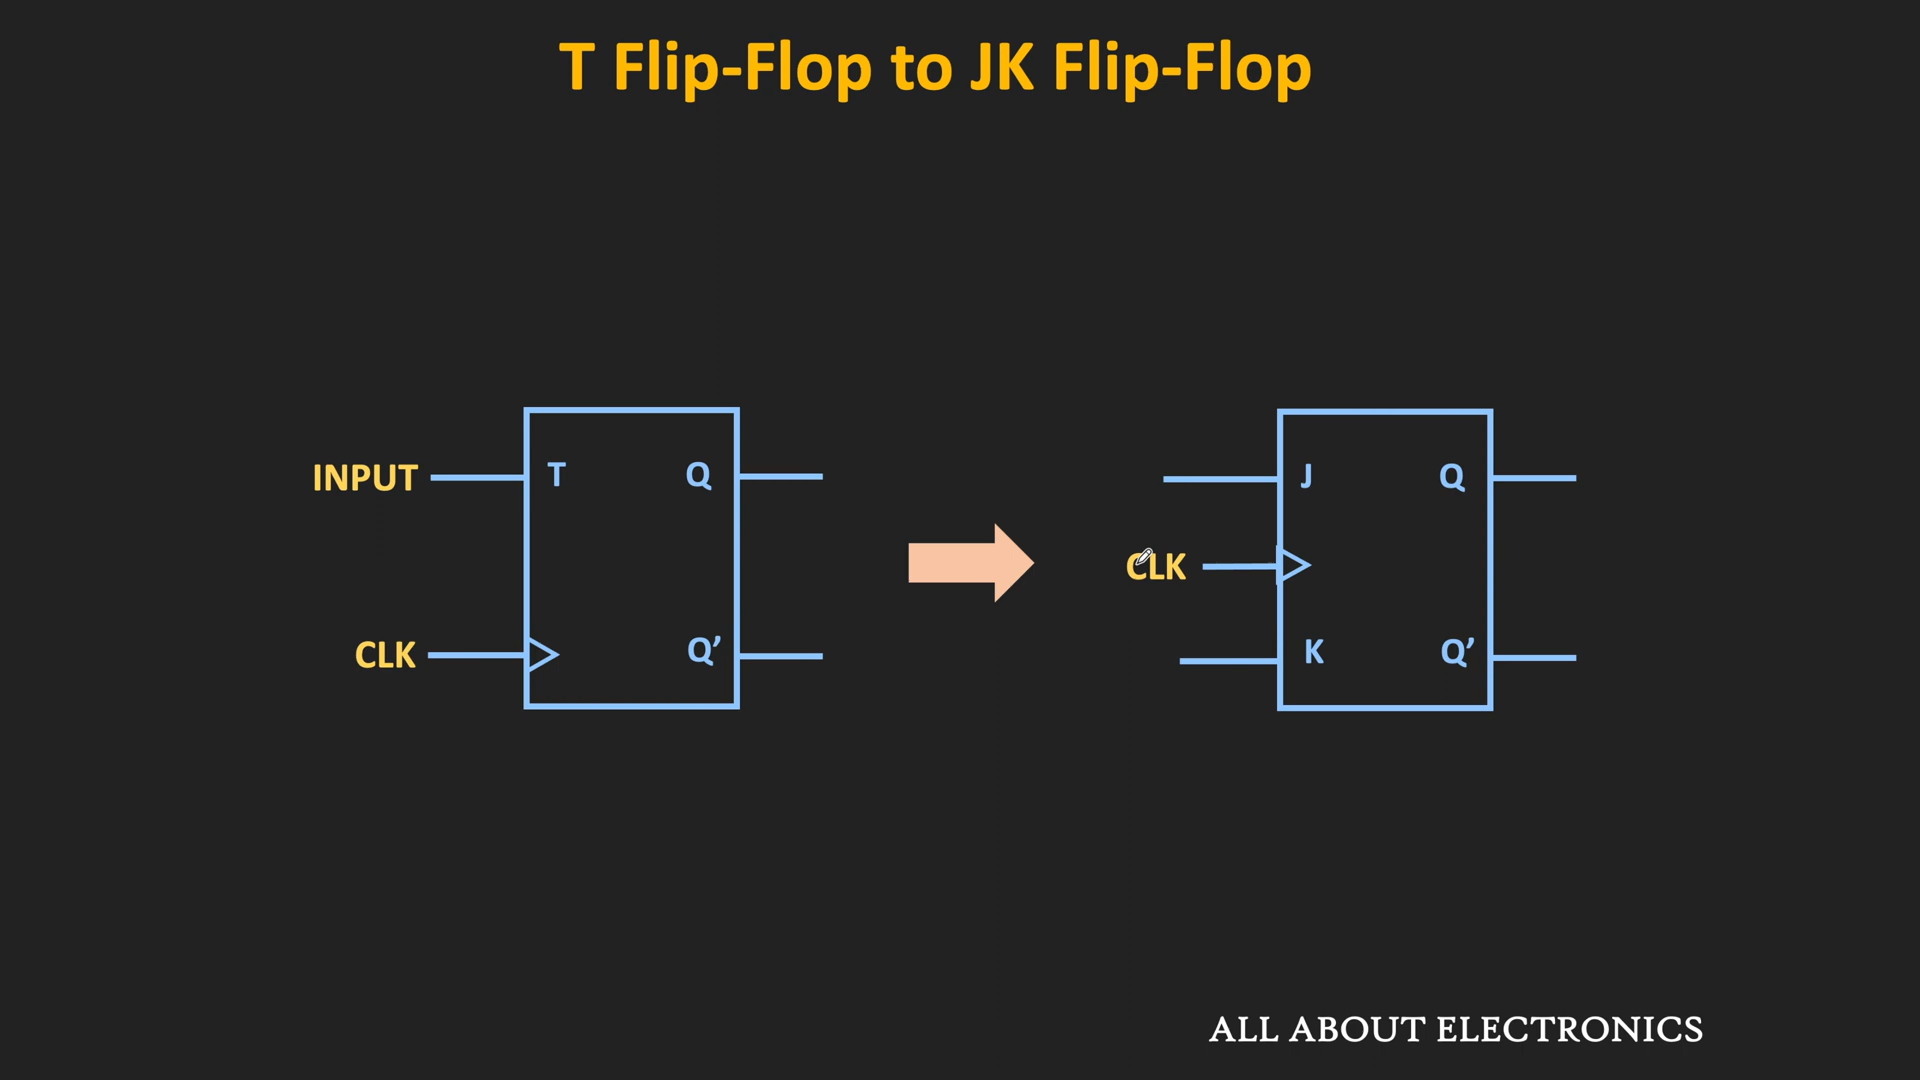 T Flip-Flop to JK Flip-Flop
INPUT
T
Q
CLK
Q’
J
Q
CLK
K
Q’
ALL ABOUT ELECTRONICS